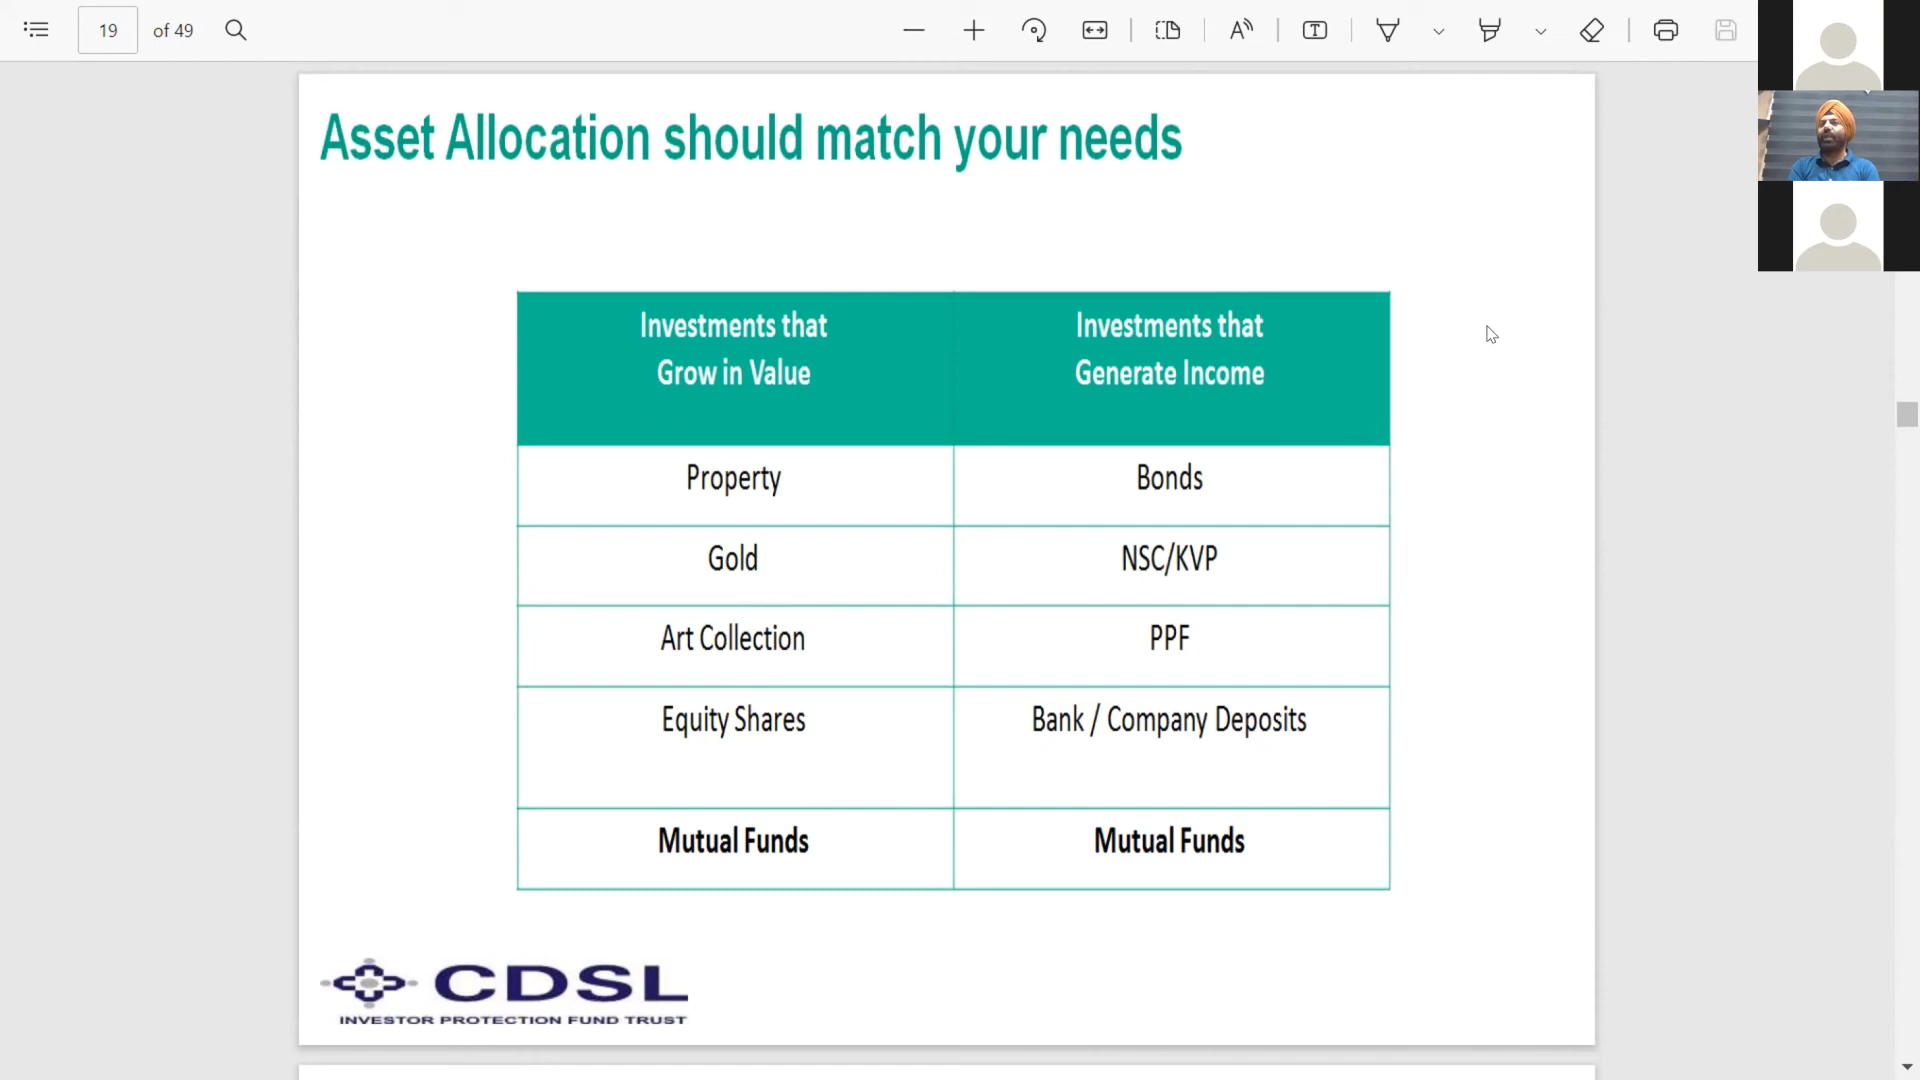 19 of 49
Asset Allocation should match your needs
Investments that
Grow in Value
Investments that
Generate Income
Property
Bonds
Gold
NSC/KVP
Art Collection
PPF
Equity Shares
Bank / Company Deposits
Mutual Funds
Mutual Funds
CDSL
INVESTOR PROTECTION FUND TRUST